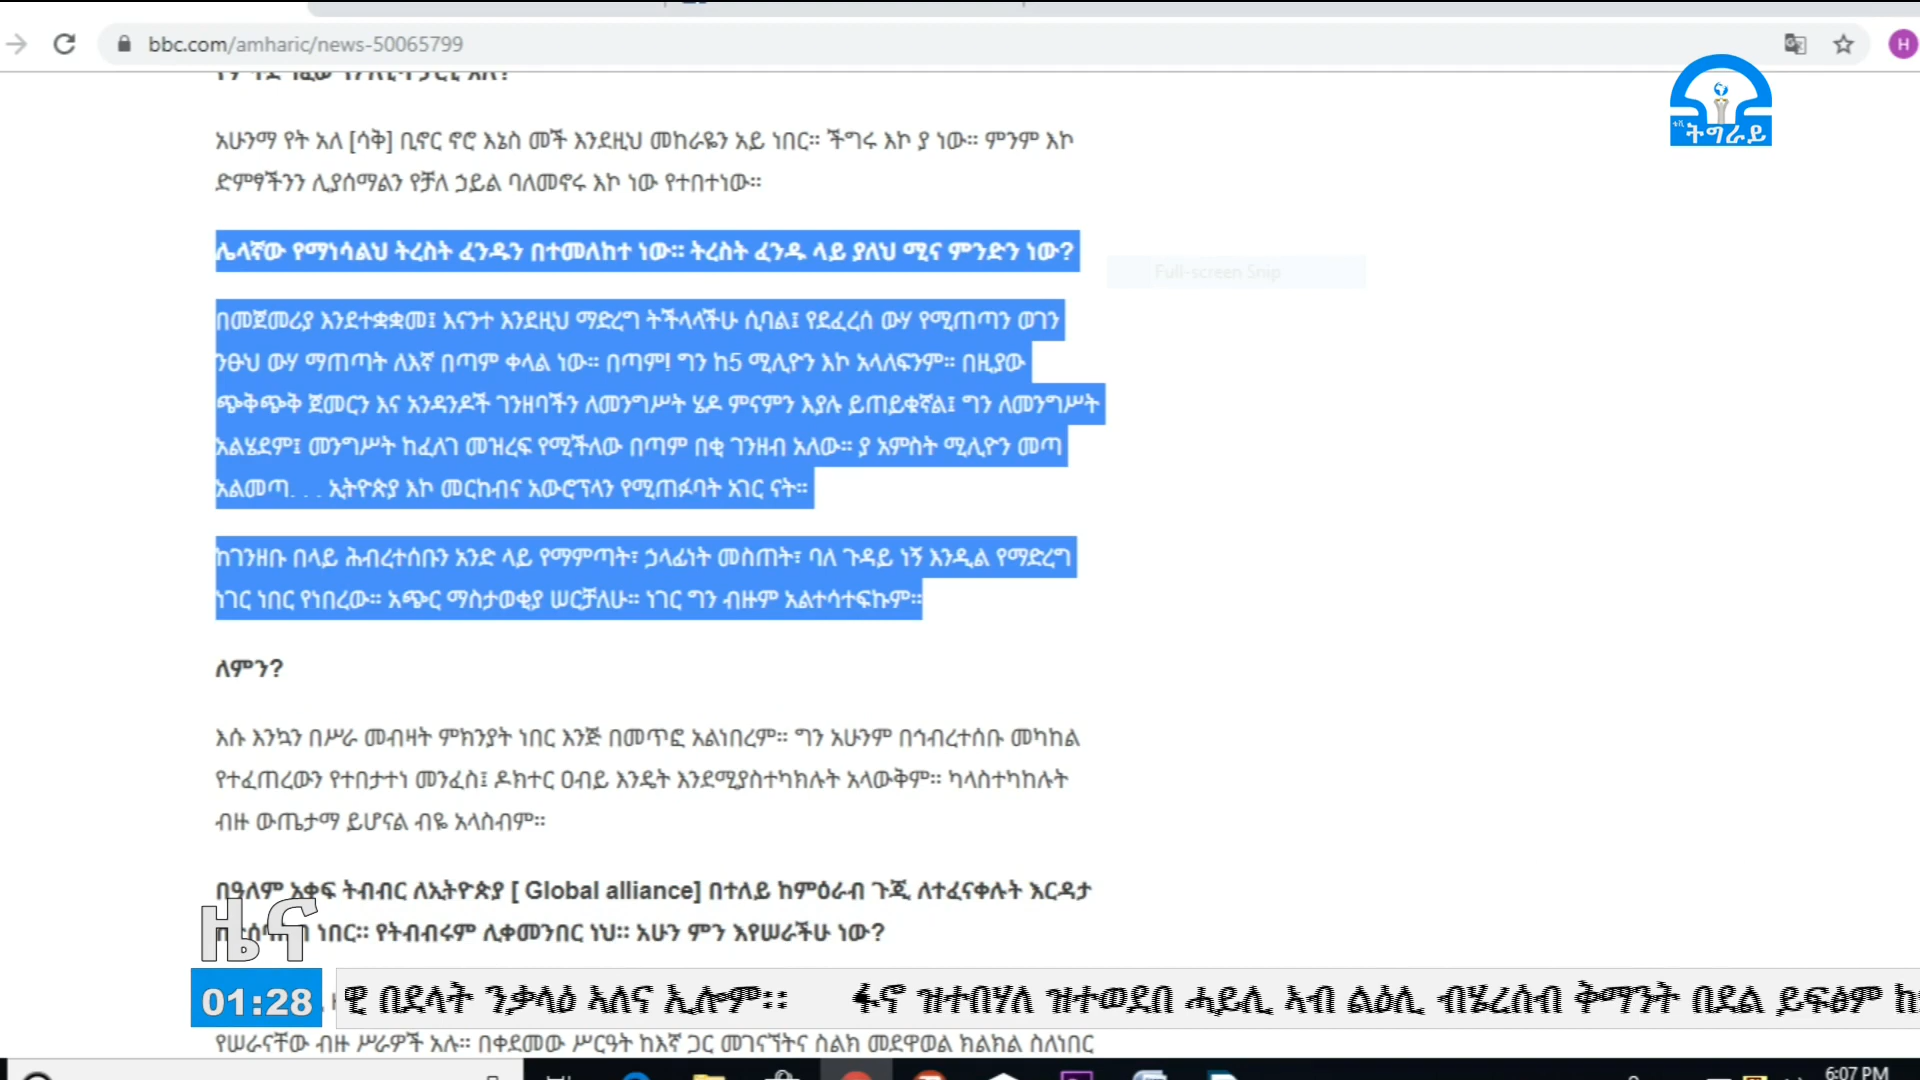 bbc.com/amharic/news-50065799
H
ትግራይ
አሁንማ የት አለ [ሳቅ] ቢኖር ኖሮ እኔስ መች እንደዚህ መከራዬን አይ ነበር። ችግሩ እኮ ያ ነው። ምንም እኮ
ድምፃችንን ሊያሰማልን የቻለ ኃይል ባለመኖሩ እኮ ነው የተበተነው።
ሌላኛው የማነሳልህ ትረስት ፈንዱን በተመለከተ ነው። ትረስት ፈንዱ ላይ ያለህ ሚና ምንድን ነው?
Full-screen Snip
በመጀመሪያ እንደተቋቋመ፤ እናንተ እንደዚህ ማድረግ ትችላላችሁ ሲባል፤ የደፈረሰ ውሃ የሚጠጣን ወገን
ንፁህ ውሃ ማጠጣት ለእኛ በጣም ቀላል ነው። በጣም! ግን ከ5 ሚሊዮን እኮ አላለፍንም። በዚያው
ጭቅጭቅ ጀመርን እና አንዳንዶች ገንዘባችን ለመንግሥት ሄዶ ምናምን እያሉ ይጠይቁኛል፤ ግን ለመንግሥት
አልሄደም፤ መንግሥት ከፈለገ መዝረፍ የሚችለው በጣም በቂ ገንዘብ አለው። ያ አምስት ሚሊዮን መጣ
አልመጣ. . . ኢትዮጵያ እኮ መርከብና አውሮፕላን የሚጠፉባት አገር ናት።
ከገንዘቡ በላይ ሕብረተሰቡን አንድ ላይ የማምጣት፣ ኃላፊነት መስጠት፣ ባለ ጉዳይ ነኝ እንዲል የማድረግ
ነገር ነበር የነበረው። አጭር ማስታወቂያ ሠርቻለሁ። ነገር ግን ብዙም አልተሳተፍኩም።
ለምን?
እሱ እንኳን በሥራ መብዛት ምክንያት ነበር እንጅ በመጥፎ አልነበረም። ግን አሁንም በኅብረተሰቡ መካከል
የተፈጠረውን የተበታተነ መንፈስ፤ ዶክተር ዐብይ እንዴት እንደሚያስተካክሉት አላውቅም። ካላስተካከሉት
ብዙ ውጤታማ ይሆናል ብዬ አላስብም።
በዓለም አቀፍ ትብብር ለኢትዮጵያ [ Global alliance] በተለይ ከምዕራብ ጉጂ ለተፈናቀሉት እርዳታ
ነበር። የትብብሩም ሊቀመንበር ነህ። አሁን ምን እየሠራችሁ ነው?
ዜና
01:28
ዊ በደላት ንቃላዕ ኣለና ኢሎም። ፋኖ ዝተበሃለ ዝተወደበ ሓይሊ ኣብ ልዕሊ ብሄረሰብ ቅማንት በደል ይፍፅም
የሠራናቸው ብዙ ሥራዎች አሉ። በቀደመው ሥርዓት ከእኛ ጋር መገናኘትና ስልክ መደዋወል ክልክል ስለነበር
6:07 PM